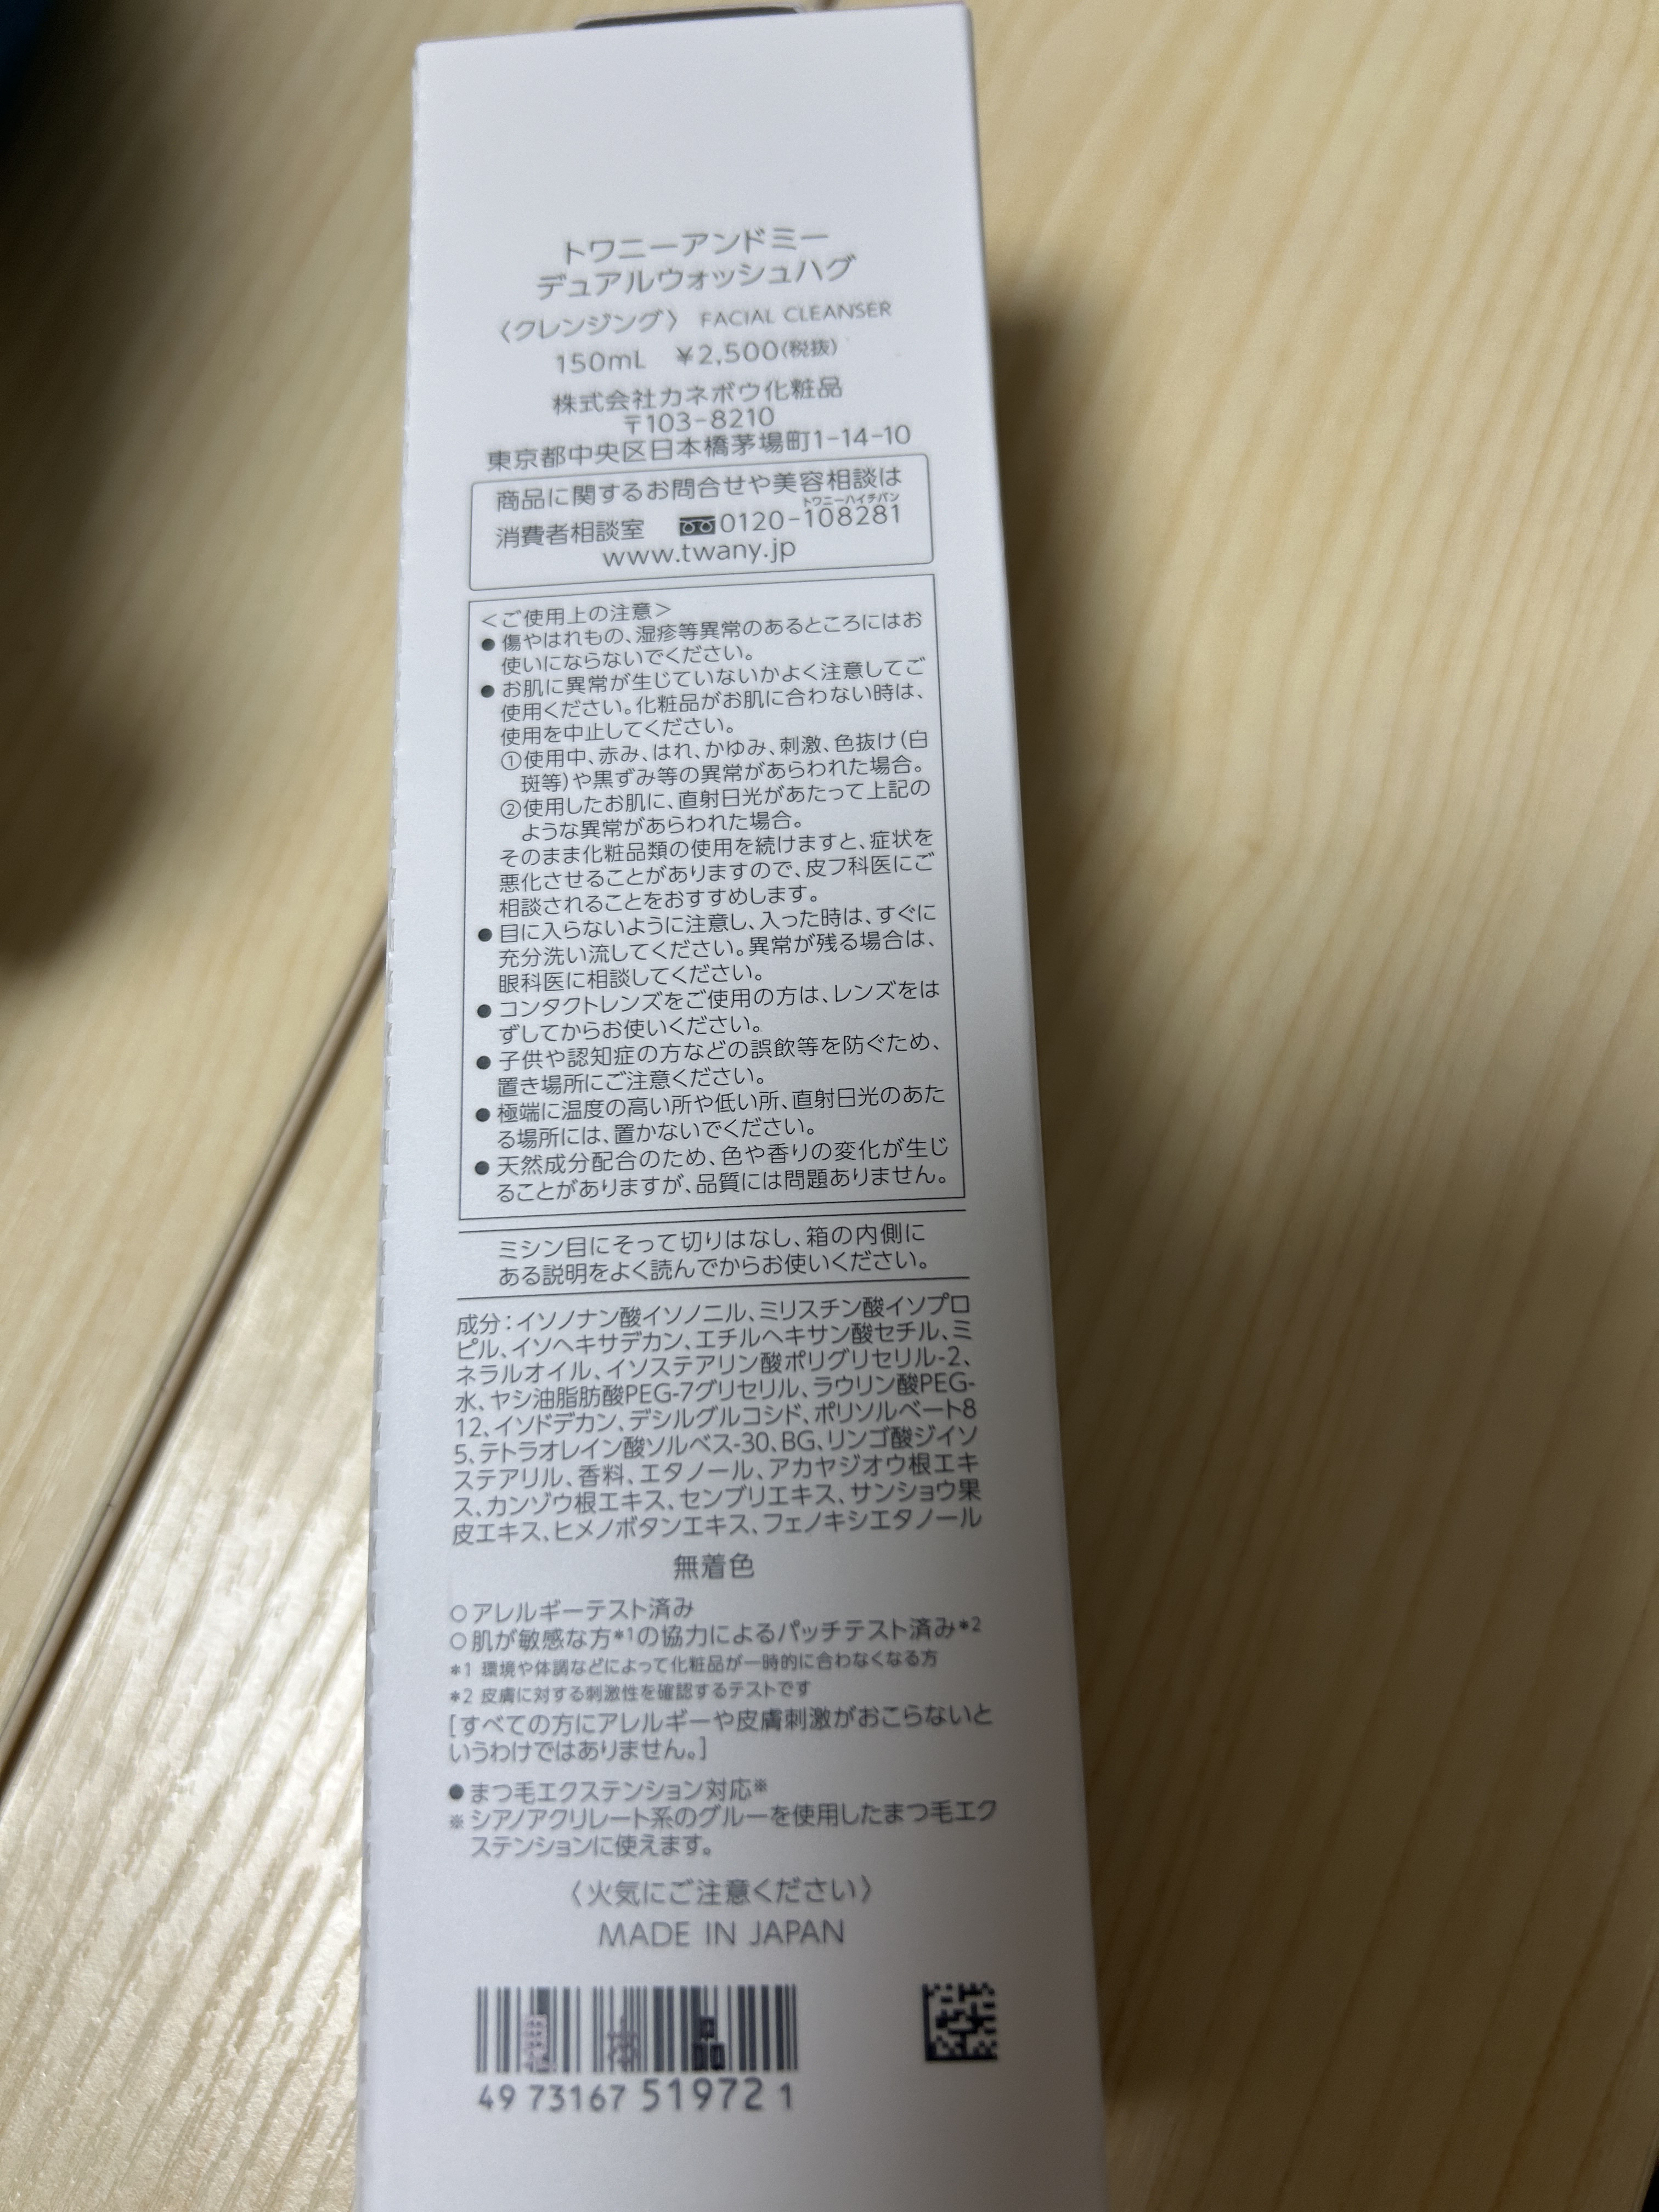 トワニーアンドミー
デュアルウォッシュハグ
〈クレンジング〉 FACIAL CLEANSER
150mL ¥2,500(税抜)
株式会社カネボウ化粧品
〒103-8210
東京都中央区日本橋茅場町1-14-10
商品に関するお問合せや美容相談は
トワニーハイチバン
消費者相談室 0120-108281
www.twany.jp
＜ご使用上の注意＞
●傷やはれもの、湿疹等異常のあるところにはお
使いにならないでください。
●お肌に異常が生じていないかよく注意してご
使用ください。化粧品がお肌に合わない時は、
使用を中止してください。
①使用中、赤み、はれ、かゆみ、刺激、色抜け(白
斑等)や黒ずみ等の異常があらわれた場合。
②使用したお肌に、直射日光があたって上記の
ような異常があらわれた場合。
そのまま化粧品類の使用を続けますと、症状を
悪化させることがありますので、皮フ科医にご
相談されることをおすすめします。
●目に入らないように注意し、入った時は、すぐに
充分洗い流してください。異常が残る場合は、
眼科医に相談してください。
●コンタクトレンズをご使用の方は、レンズをは
ずしてからお使いください。
●子供や認知症の方などの誤飲等を防ぐため、
置き場所にご注意ください。
●極端に温度の高い所や低い所、直射日光のあた
る場所には、置かないでください。
●天然成分配合のため、色や香りの変化が生じ
ることがありますが、品質には問題ありません。
ミシン目にそって切りはなし、箱の内側に
ある説明をよく読んでからお使いください。
成分：イソノナン酸イソノニル、ミリスチン酸イソプロ
ピル、イソヘキサデカン、エチルヘキサン酸セチル、ミ
ネラルオイル、イソステアリン酸ポリグリセリル-2、
水、ヤシ油脂肪酸PEG-7グリセリル、ラウリン酸PEG-
12、イソドデカン、デシルグルコシド、ポリソルベート8
5、テトラオレイン酸ソルベス-30、BG、リンゴ酸ジイソ
ステアリル、香料、エタノール、アカヤジオウ根エキ
ス、カンゾウ根エキス、センブリエキス、サンショウ果
皮エキス、ヒメノボタンエキス、フェノキシエタノール
無着色
○アレルギーテスト済み
○肌が敏感な方*1の協力によるパッチテスト済み*2
*1 環境や体調などによって化粧品が一時的に合わなくなる方
*2 皮膚に対する刺激性を確認するテストです
[すべての方にアレルギーや皮膚刺激がおこらないと
いうわけではありません。]
●まつ毛エクステンション対応※
※シアノアクリレート系のグルーを使用したまつ毛エク
ステンションに使えます。
〈火気にご注意ください〉
MADE IN JAPAN
49 73167 51972 1